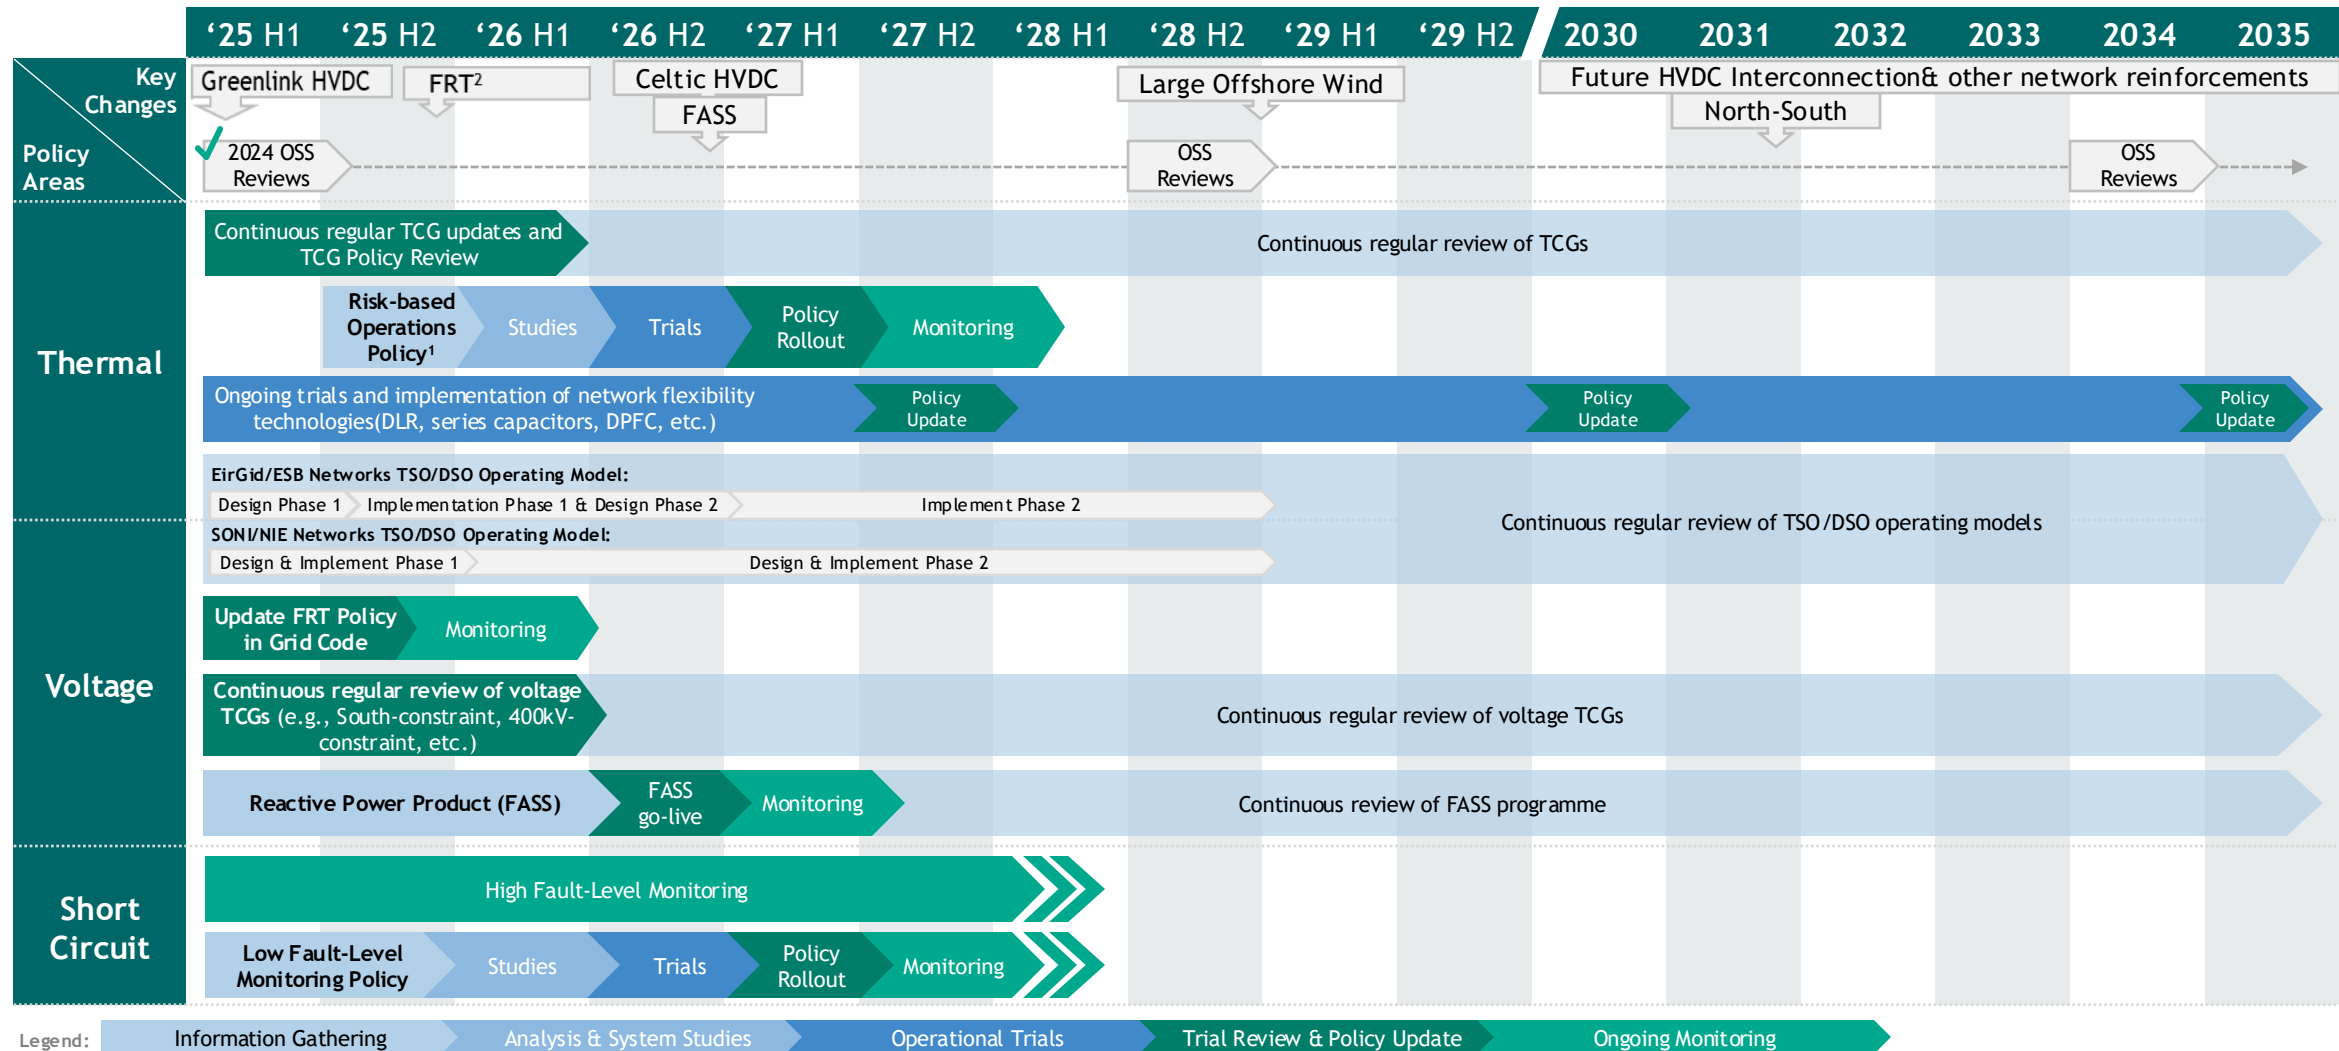 ‘25 H1 ‘25 H2 ‘26 H1 ‘26 H2 ‘27 H1 ‘27 H2 ‘28 H1 ‘28 H2 ‘29 H1 ‘29 H2 2030 2031 2032 2033 2034 2035
Key
Changes
Policy
Areas
Greenlink HVDC
FRT²
Celtic HVDC
FASS
Large Offshore Wind
Future HVDC Interconnection& other network reinforcements
North-South
2024 OSS
Reviews
OSS
Reviews
OSS
Reviews
Thermal
Continuous regular TCG updates and
TCG Policy Review
Continuous regular review of TCGs
Risk-based
Operations
Policy¹
Studies
Trials
Policy
Rollout
Monitoring
Ongoing trials and implementation of network flexibility
technologies(DLR, series capacitors, DPFC, etc.)
Policy
Update
Policy
Update
Policy
Update
EirGid/ESB Networks TSO/DSO Operating Model:
Design Phase 1
Implementation Phase 1 & Design Phase 2
Implement Phase 2
Continuous regular review of TSO/DSO operating models
SONI/NIE Networks TSO/DSO Operating Model:
Design & Implement Phase 1
Design & Implement Phase 2
Voltage
Update FRT Policy
in Grid Code
Monitoring
Continuous regular review of voltage
TCGs (e.g., South-constraint, 400kV-
constraint, etc.)
Continuous regular review of voltage TCGs
Reactive Power Product (FASS)
FASS
go-live
Monitoring
Continuous review of FASS programme
Short
Circuit
High Fault-Level Monitoring
Low Fault-Level
Monitoring Policy
Studies
Trials
Policy
Rollout
Monitoring
Legend:
Information Gathering
Analysis & System Studies
Operational Trials
Trial Review & Policy Update
Ongoing Monitoring